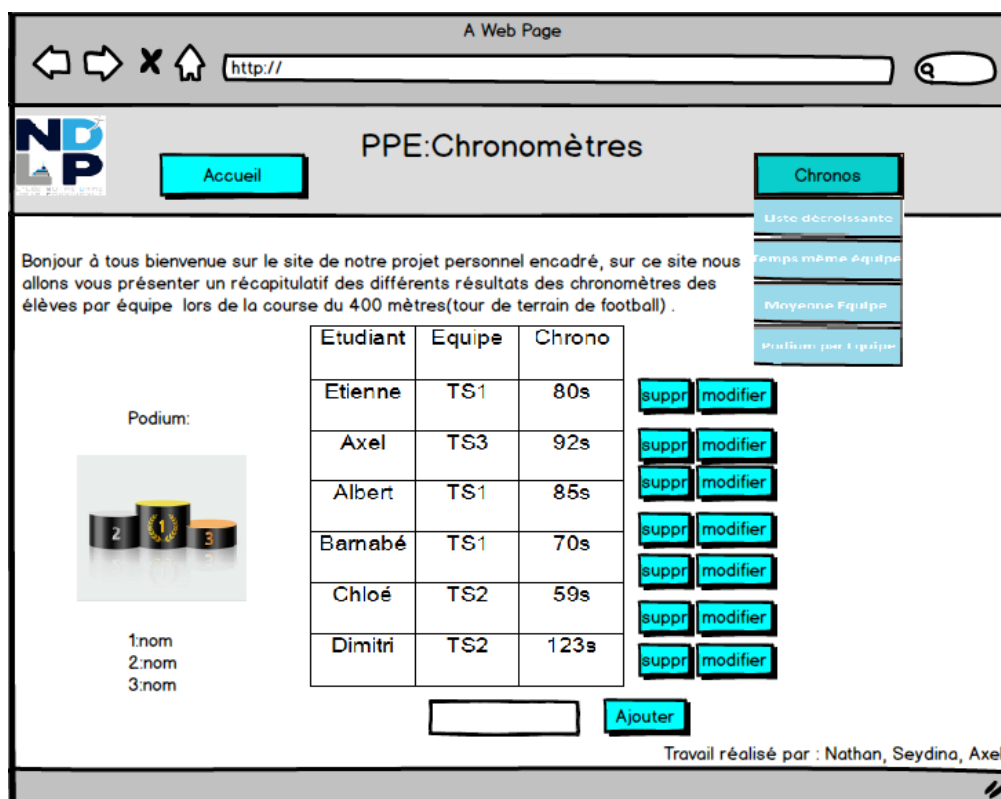 A Web Page
http://
NDLP
PPE:Chronomètres
Accueil
Chronos
Liste décroissante
Temps même équipe
Moyenne Equipe
Podium par Equipe
Bonjour à tous bienvenue sur le site de notre projet personnel encadré, sur ce site nous
allons vous présenter un récapitulatif des différents résultats des chronomètres des
élèves par équipe lors de la course du 400 mètres(tour de terrain de football) .
Etudiant Equipe Chrono
Etienne TS1 80s
suppr modifier
Podium:
Axel TS3 92s
suppr modifier
suppr modifier
Albert TS1 85s
suppr modifier
Barnabé TS1 70s
suppr modifier
Chloé TS2 59s
suppr modifier
Dimitri TS2 123s
suppr modifier
2 1 3
1:nom
2:nom
3:nom
Ajouter
Travail réalisé par : Nathan, Seydina, Axel